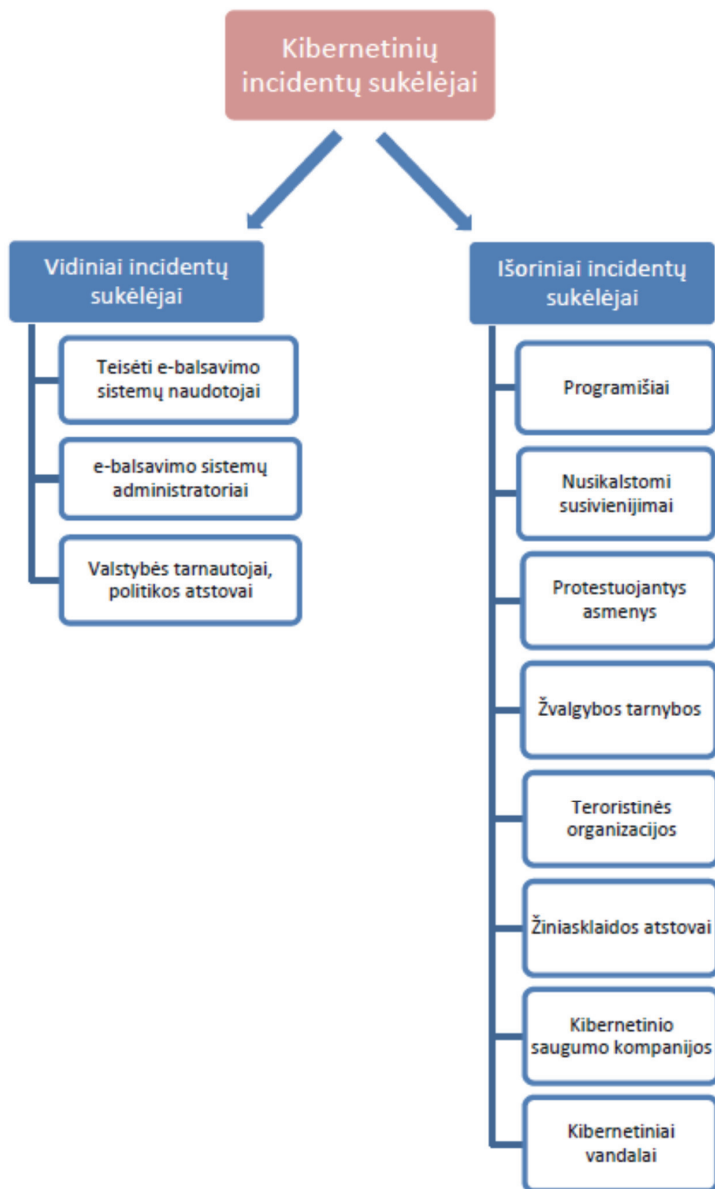 Kibernetinių
incidentų sukėlėjai
Vidiniai incidentų
sukėlėjai
Teisėti e-balsavimo
sistemų naudotojai
e-balsavimo sistemų
administratoriai
Valstybės tarnautojai,
politikos atstovai
Išoriniai incidentų
sukėlėjai
Programišiai
Nusikalstomi
susivienijimai
Protestuojantys
asmenys
Žvalgybos tarnybos
Teroristinės
organizacijos
Žiniasklaidos atstovai
Kibernetinio
saugumo kompanijos
Kibernetiniai
vandalai